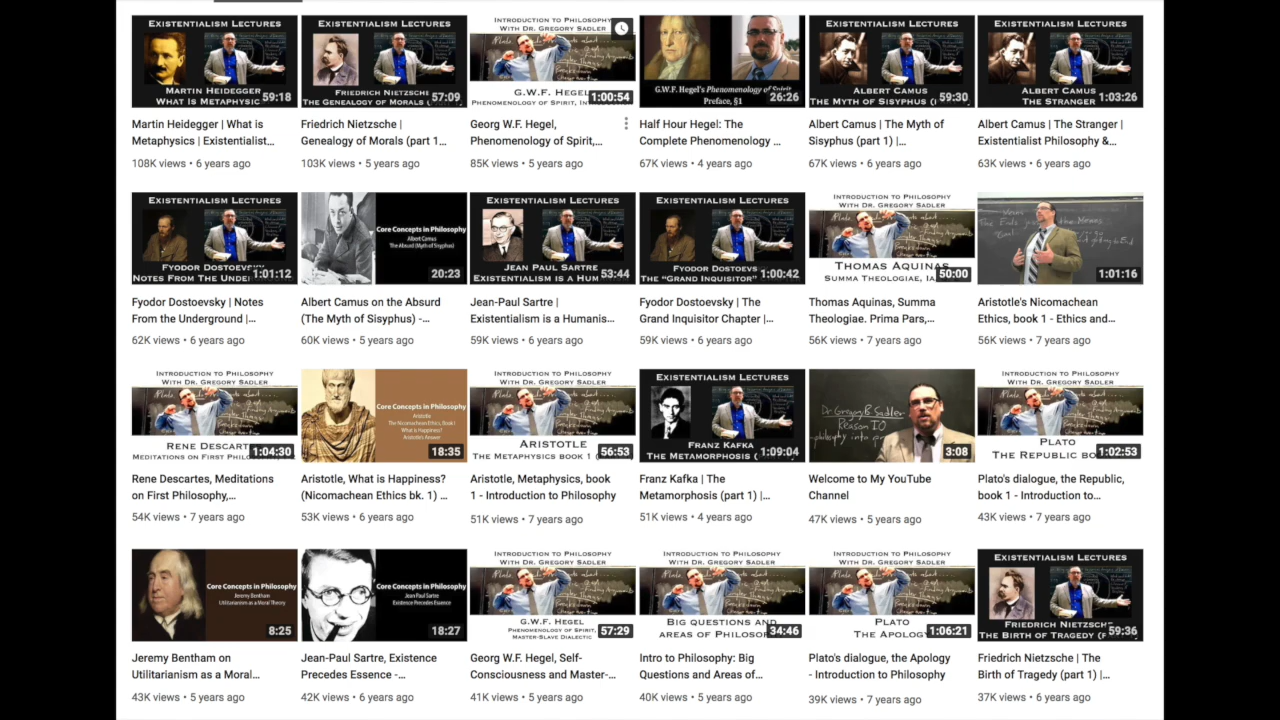 EXISTENTIALISM LECTURES
MARTIN HEIDEGGER
WHAT IS METAPHYSIC
59:18
Martin Heidegger | What is
Metaphysics | Existentialist...
108K views • 6 years ago
EXISTENTIALISM LECTURES
FRIEDRICH NIETZSCHE
THE GENEALOGY OF MORALS (
57:09
Friedrich Nietzsche |
Genealogy of Morals (part 1...
103K views • 5 years ago
INTRODUCTION TO PHILOSOPHY
WITH DR. GREGORY SADLER
G.W.F. HEGEL
PHENOMENOLOGY OF SPIRIT,
1:00:54
Georg W.F. Hegel,
Phenomenology of Spirit,...
85K views • 5 years ago
G.W.F. Hegel's Phenomenology of Spirit
Preface, §1
26:26
Half Hour Hegel: The
Complete Phenomenology ...
67K views • 4 years ago
EXISTENTIALISM LECTURES
ALBERT CAMUS
THE MYTH OF SISYPHUS (
59:30
Albert Camus | The Myth of
Sisyphus (part 1) |...
67K views • 6 years ago
EXISTENTIALISM LECTURES
ALBERT CAMUS
THE STRANGER
1:03:26
Albert Camus | The Stranger |
Existentialist Philosophy &...
63K views • 6 years ago
EXISTENTIALISM LECTURES
FYODOR DOSTOEVSKY
NOTES FROM THE UNDE
1:01:12
Fyodor Dostoevsky | Notes
From the Underground |...
62K views • 6 years ago
Core Concepts in Philosophy
Albert Camus
The Absurd (Myth of Sisyphus)
20:23
Albert Camus on the Absurd
(The Myth of Sisyphus) -...
60K views • 5 years ago
EXISTENTIALISM LECTURES
JEAN PAUL SARTRE
EXISTENTIALISM IS A HUM
53:44
Jean-Paul Sartre |
Existentialism is a Humanis...
59K views • 6 years ago
EXISTENTIALISM LECTURES
FYODOR DOSTOEVS
THE "GRAND INQUISITOR"
1:00:42
Fyodor Dostoevsky | The
Grand Inquisitor Chapter |...
59K views • 6 years ago
INTRODUCTION TO PHILOSOPHY
WITH DR. GREGORY SADLER
THOMAS AQUINAS
SUMMA THEOLOGIAE, IA
50:00
Thomas Aquinas, Summa
Theologiae. Prima Pars,...
56K views • 7 years ago
1:01:16
Aristotle's Nicomachean
Ethics, book 1 - Ethics and...
56K views • 7 years ago
INTRODUCTION TO PHILOSOPHY
WITH DR. GREGORY SADLER
RENE DESCART
MEDITATIONS ON FIRST PHILO
1:04:30
Rene Descartes, Meditations
on First Philosophy,...
54K views • 7 years ago
Core Concepts in Philosophy
Aristotle
The Nicomachean Ethics, Book I
What is Happiness?
Aristotle's Answer
18:35
Aristotle, What is Happiness?
(Nicomachean Ethics bk. 1) ...
53K views • 6 years ago
INTRODUCTION TO PHILOSOPHY
WITH DR. GREGORY SADLER
ARISTOTLE
THE METAPHYSICS BOOK 1 (
56:53
Aristotle, Metaphysics, book
1 - Introduction to Philosophy
51K views • 7 years ago
EXISTENTIALISM LECTURES
FRANZ KAFKA
THE METAMORPHOSIS (
1:09:04
Franz Kafka | The
Metamorphosis (part 1) |...
51K views • 4 years ago
Dr Gregory B Sadler
Reason IO
philosophy into pr
3:08
Welcome to My YouTube
Channel
47K views • 5 years ago
INTRODUCTION TO PHILOSOPHY
WITH DR. GREGORY SADLER
PLATO
THE REPUBLIC BO
1:02:53
Plato's dialogue, the Republic,
book 1 - Introduction to...
43K views • 7 years ago
Core Concepts in Philosophy
Jeremy Bentham
Utilitarianism as a Moral Theory
8:25
Jeremy Bentham on
Utilitarianism as a Moral...
43K views • 5 years ago
Core Concepts in Philosophy
Jean Paul Sartre
Existence Precedes Essence
18:27
Jean-Paul Sartre, Existence
Precedes Essence -...
42K views • 6 years ago
INTRODUCTION TO PHILOSOPHY
WITH DR. GREGORY SADLER
G.W.F. HEGEL
PHENOMENOLOGY OF SPIRIT,
MASTER-SLAVE DIALECTIC
57:29
Georg W.F. Hegel, Self-
Consciousness and Master-...
41K views • 5 years ago
INTRODUCTION TO PHILOSOPHY
WITH DR. GREGORY SADLER
BIG QUESTIONS AND
AREAS OF PHILOSO
34:46
Intro to Philosophy: Big
Questions and Areas of...
40K views • 5 years ago
INTRODUCTION TO PHILOSOPHY
WITH DR. GREGORY SADLER
PLATO
THE APOLOG
1:06:21
Plato's dialogue, the Apology
- Introduction to Philosophy
39K views • 7 years ago
EXISTENTIALISM LECTURES
FRIEDRICH NIETZSCHE
THE BIRTH OF TRAGEDY (
59:36
Friedrich Nietzsche | The
Birth of Tragedy (part 1) |...
37K views • 6 years ago